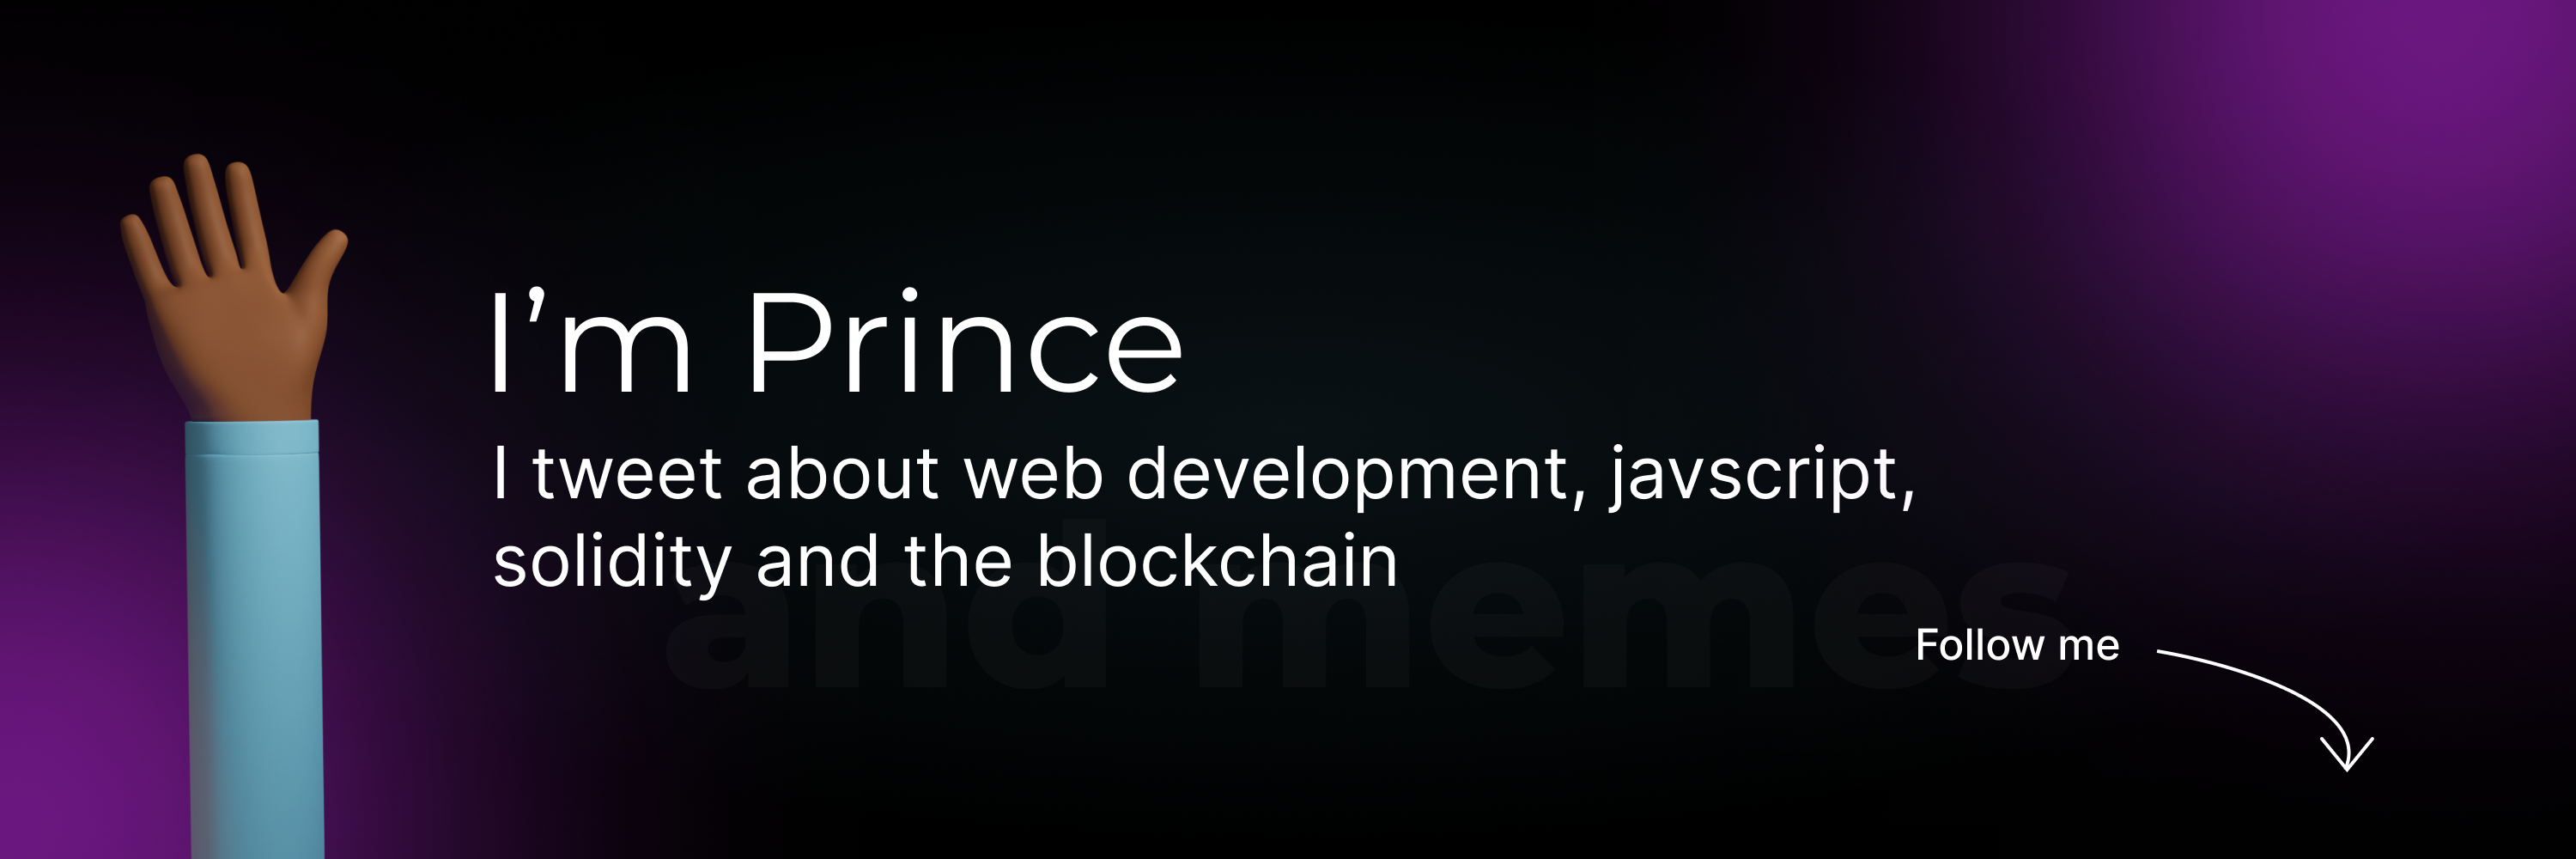 I’m Prince
I tweet about web development, javscript,
solidity and the blockchain
and memes
Follow me